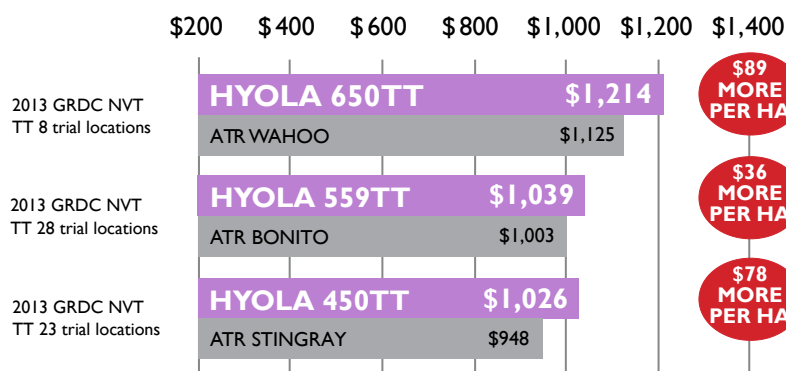 $200 $400 $600 $800 $1,000 $1,200 $1,400
2013 GRDC NVT
TT 8 trial locations
HYOLA 650TT $1,214
ATR WAHOO $1,125
$89
MORE
PER HA
2013 GRDC NVT
TT 28 trial locations
HYOLA 559TT $1,039
ATR BONITO $1,003
$36
MORE
PER HA
2013 GRDC NVT
TT 23 trial locations
HYOLA 450TT $1,026
ATR STINGRAY $948
$78
MORE
PER HA